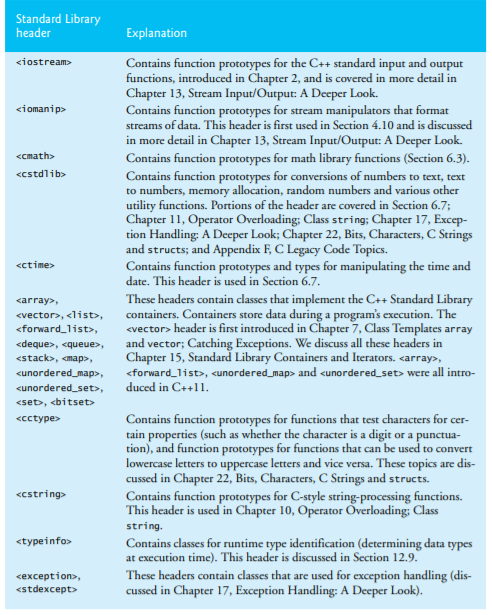 Standard Library
header
Explanation
<iostream>
Contains function prototypes for the C++ standard input and output
functions, introduced in Chapter 2, and is covered in more detail in
Chapter 13, Stream Input/Output: A Deeper Look.
<iomanip>
Contains function prototypes for stream manipulators that format
streams of data. This header is first used in Section 4.10 and is discussed
in more detail in Chapter 13, Stream Input/Output: A Deeper Look.
<cmath>
Contains function prototypes for math library functions (Section 6.3).
<cstdlib>
Contains function prototypes for conversions of numbers to text, text
to numbers, memory allocation, random numbers and various other
utility functions. Portions of the header are covered in Section 6.7;
Chapter 11, Operator Overloading; Class string; Chapter 17, Excep-
tion Handling: A Deeper Look; Chapter 22, Bits, Characters, C Strings
and structs; and Appendix F, C Legacy Code Topics.
<ctime>
Contains function prototypes and types for manipulating the time and
date. This header is used in Section 6.7.
<array>,
<vector>, <list>,
<forward_list>,
<deque>, <queue>,
<stack>, <map>,
<unordered_map>,
<unordered_set>,
<set>, <bitset>
These headers contain classes that implement the C++ Standard Library
containers. Containers store data during a program's execution. The
<vector> header is first introduced in Chapter 7, Class Templates array
and vector; Catching Exceptions. We discuss all these headers in
Chapter 15, Standard Library Containers and Iterators. <array>,
<forward_list>, <unordered_map> and <unordered_set> were all intro-
duced in C++11.
<cctype>
Contains function prototypes for functions that test characters for cer-
tain properties (such as whether the character is a digit or a punctua-
tion), and function prototypes for functions that can be used to convert
lowercase letters to uppercase letters and vice versa. These topics are dis-
cussed in Chapter 22, Bits, Characters, C Strings and structs.
<cstring>
Contains function prototypes for C-style string-processing functions.
This header is used in Chapter 10, Operator Overloading; Class
string.
<typeinfo>
Contains classes for runtime type identification (determining data types
at execution time). This header is discussed in Section 12.9.
<exception>,
<stdexcept>
These headers contain classes that are used for exception handling (dis-
cussed in Chapter 17, Exception Handling: A Deeper Look).